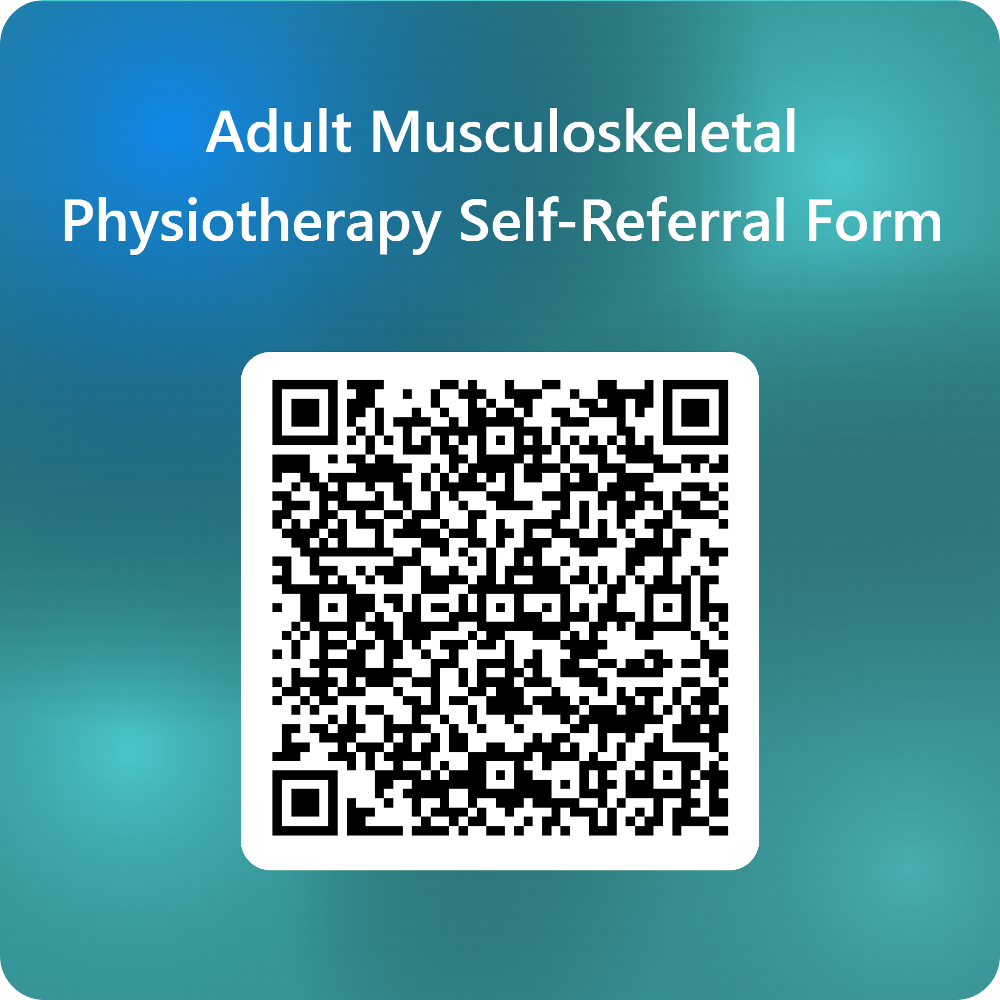 Adult Musculoskeletal
Physiotherapy Self-Referral Form